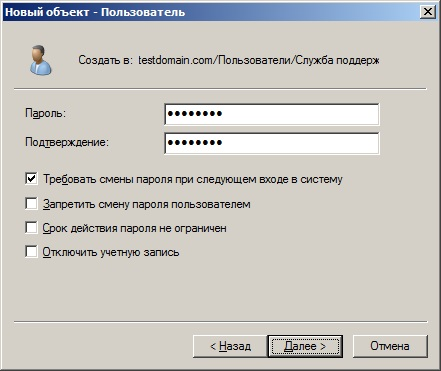 Новый объект - Пользователь
Создать в: testdomain.com/Пользователи/Служба поддерж
Пароль: ●●●●●●●●
Подтверждение: ●●●●●●●●
Требовать смены пароля при следующем входе в систему
Запретить смену пароля пользователем
Срок действия пароля не ограничен
Отключить учетную запись
< Назад Далее > Отмена